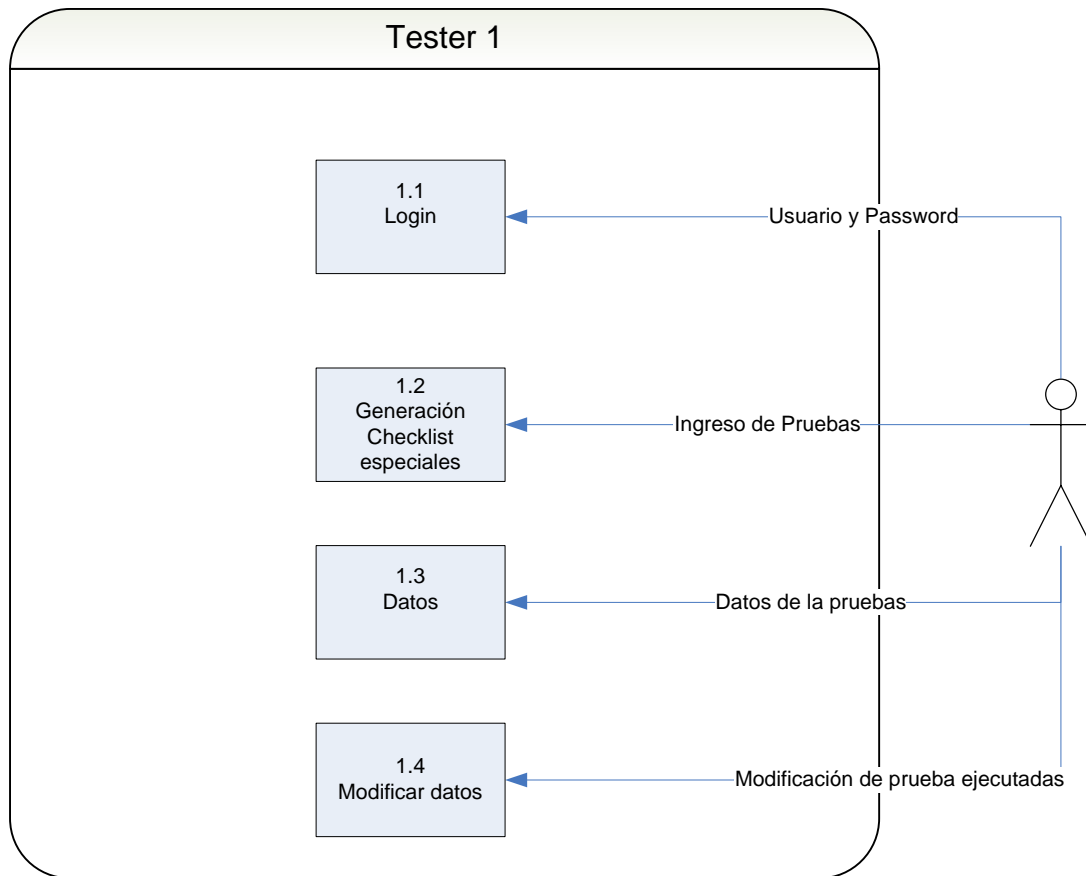 Tester 1
1.1
Login
Usuario y Password
1.2
Generación
Checklist
especiales
Ingreso de Pruebas
1.3
Datos
Datos de la pruebas
1.4
Modificar datos
Modificación de prueba ejecutadas